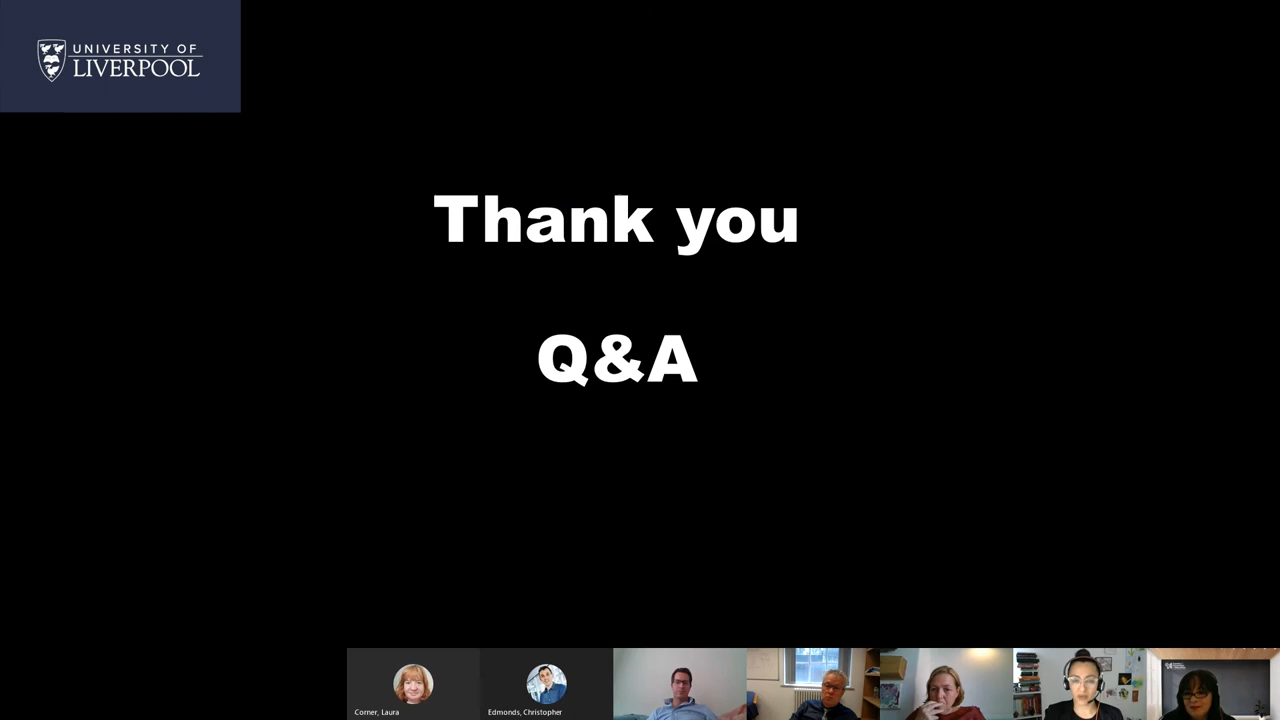 UNIVERSITY OF
LIVERPOOL
Thank you
Q&A
Corner, Laura
Edmonds, Christopher